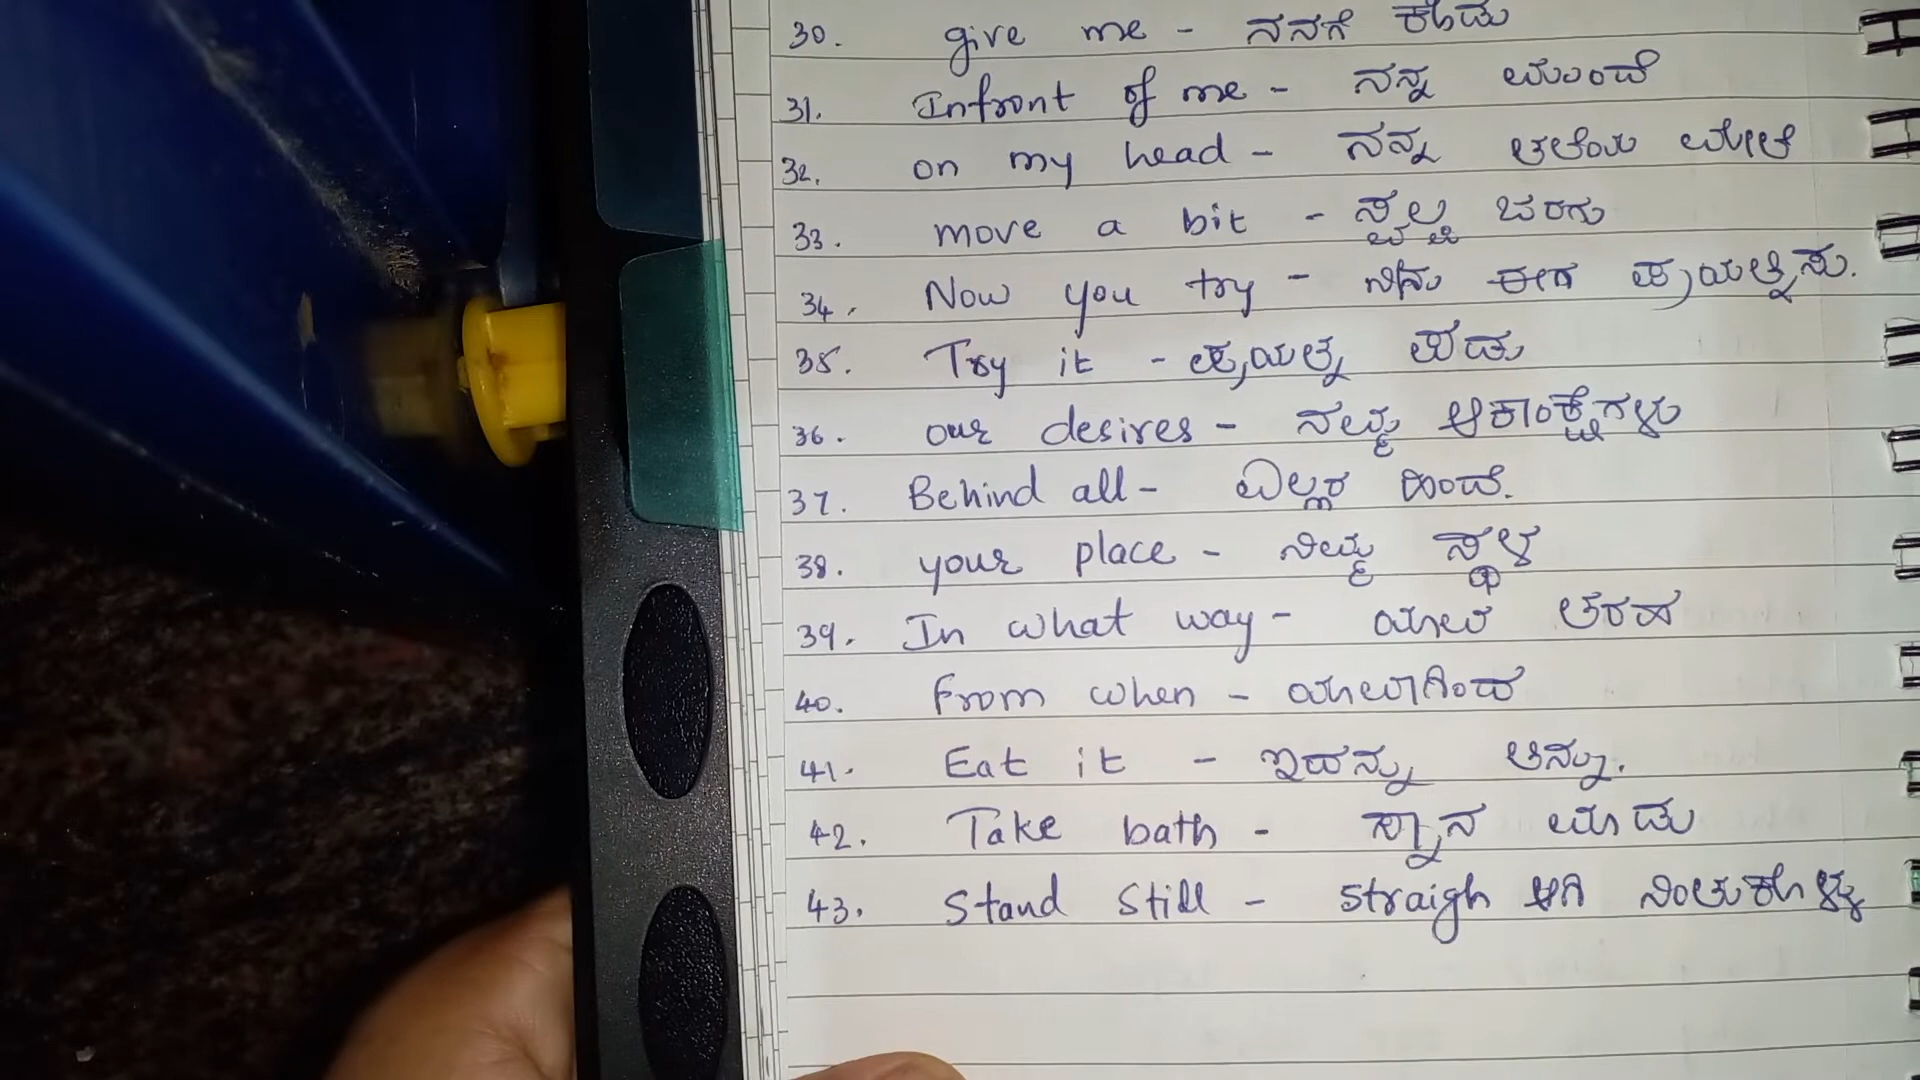 30. give me - ನನಗೆ ಕೊಡು
31. Infront of me - ನನ್ನ ಮುಂದೆ
32. on my head - ನನ್ನ ತಲೆಯ ಮೇಲೆ
33. move a bit - ಸ್ವಲ್ಪ ಜರಗು
34. Now you try - ನೀನು ಈಗ ಪ್ರಯತ್ನಿಸು.
35. Try it - ಪ್ರಯತ್ನ ಪಡು
36. our desires - ನಮ್ಮ ಆಕಾಂಕ್ಷೆಗಳು
37. Behind all - ಎಲ್ಲರ ಹಿಂದೆ.
38. your place - ನಿಮ್ಮ ಸ್ಥಳ
39. In what way - ಯಾವ ತರಹ
40. From when - ಯಾವಾಗಿಂದ
41. Eat it - ಇದನ್ನು ತಿನ್ನು.
42. Take bath - ಸ್ನಾನ ಮಾಡು
43. Stand Still - Straigh ಆಗಿ ನಿಂತುಕೊಳ್ಳು